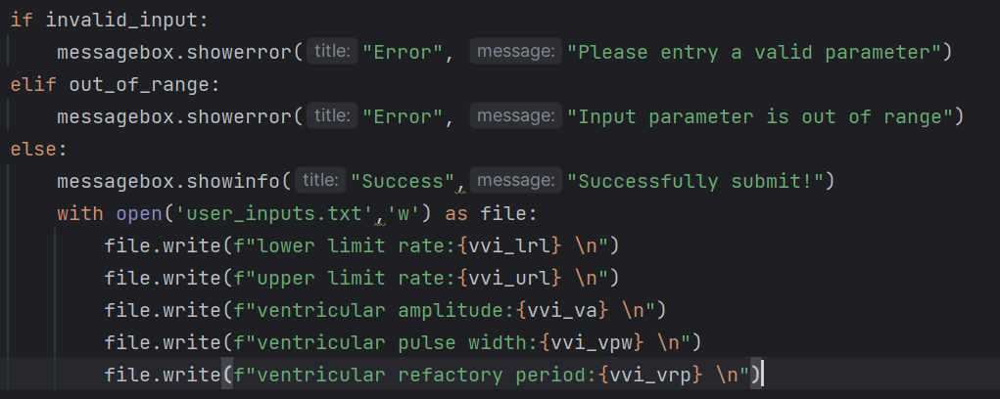 if invalid_input:
    messagebox.showerror( title: "Error", message: "Please entry a valid parameter")
elif out_of_range:
    messagebox.showerror( title: "Error", message: "Input parameter is out of range")
else:
    messagebox.showinfo( title: "Success", message: "Successfully submit!")
    with open('user_inputs.txt','w') as file:
        file.write(f"lower limit rate:{vvi_lrl} \n")
        file.write(f"upper limit rate:{vvi_url} \n")
        file.write(f"ventricular amplitude:{vvi_va} \n")
        file.write(f"ventricular pulse width:{vvi_vpw} \n")
        file.write(f"ventricular refactory period:{vvi_vrp} \n")